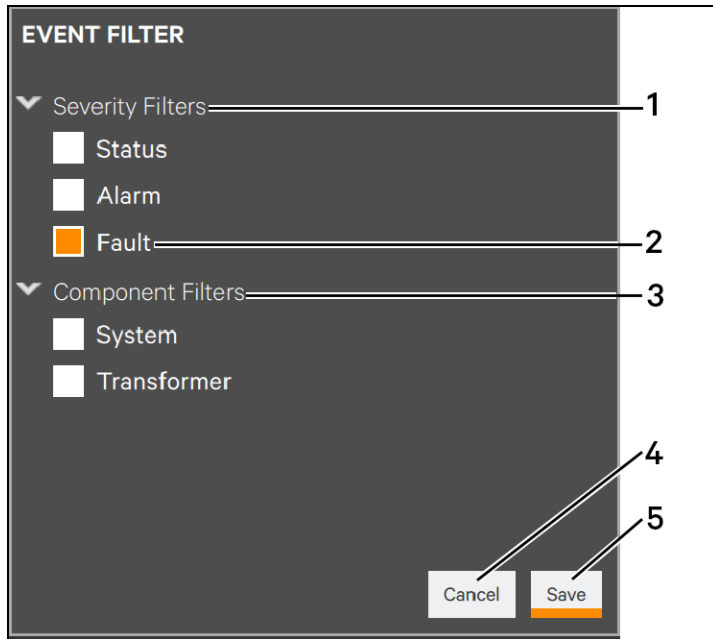 EVENT FILTER
Severity Filters 1
Status
Alarm
Fault 2
Component Filters 3
System
Transformer
4
5
Cancel Save